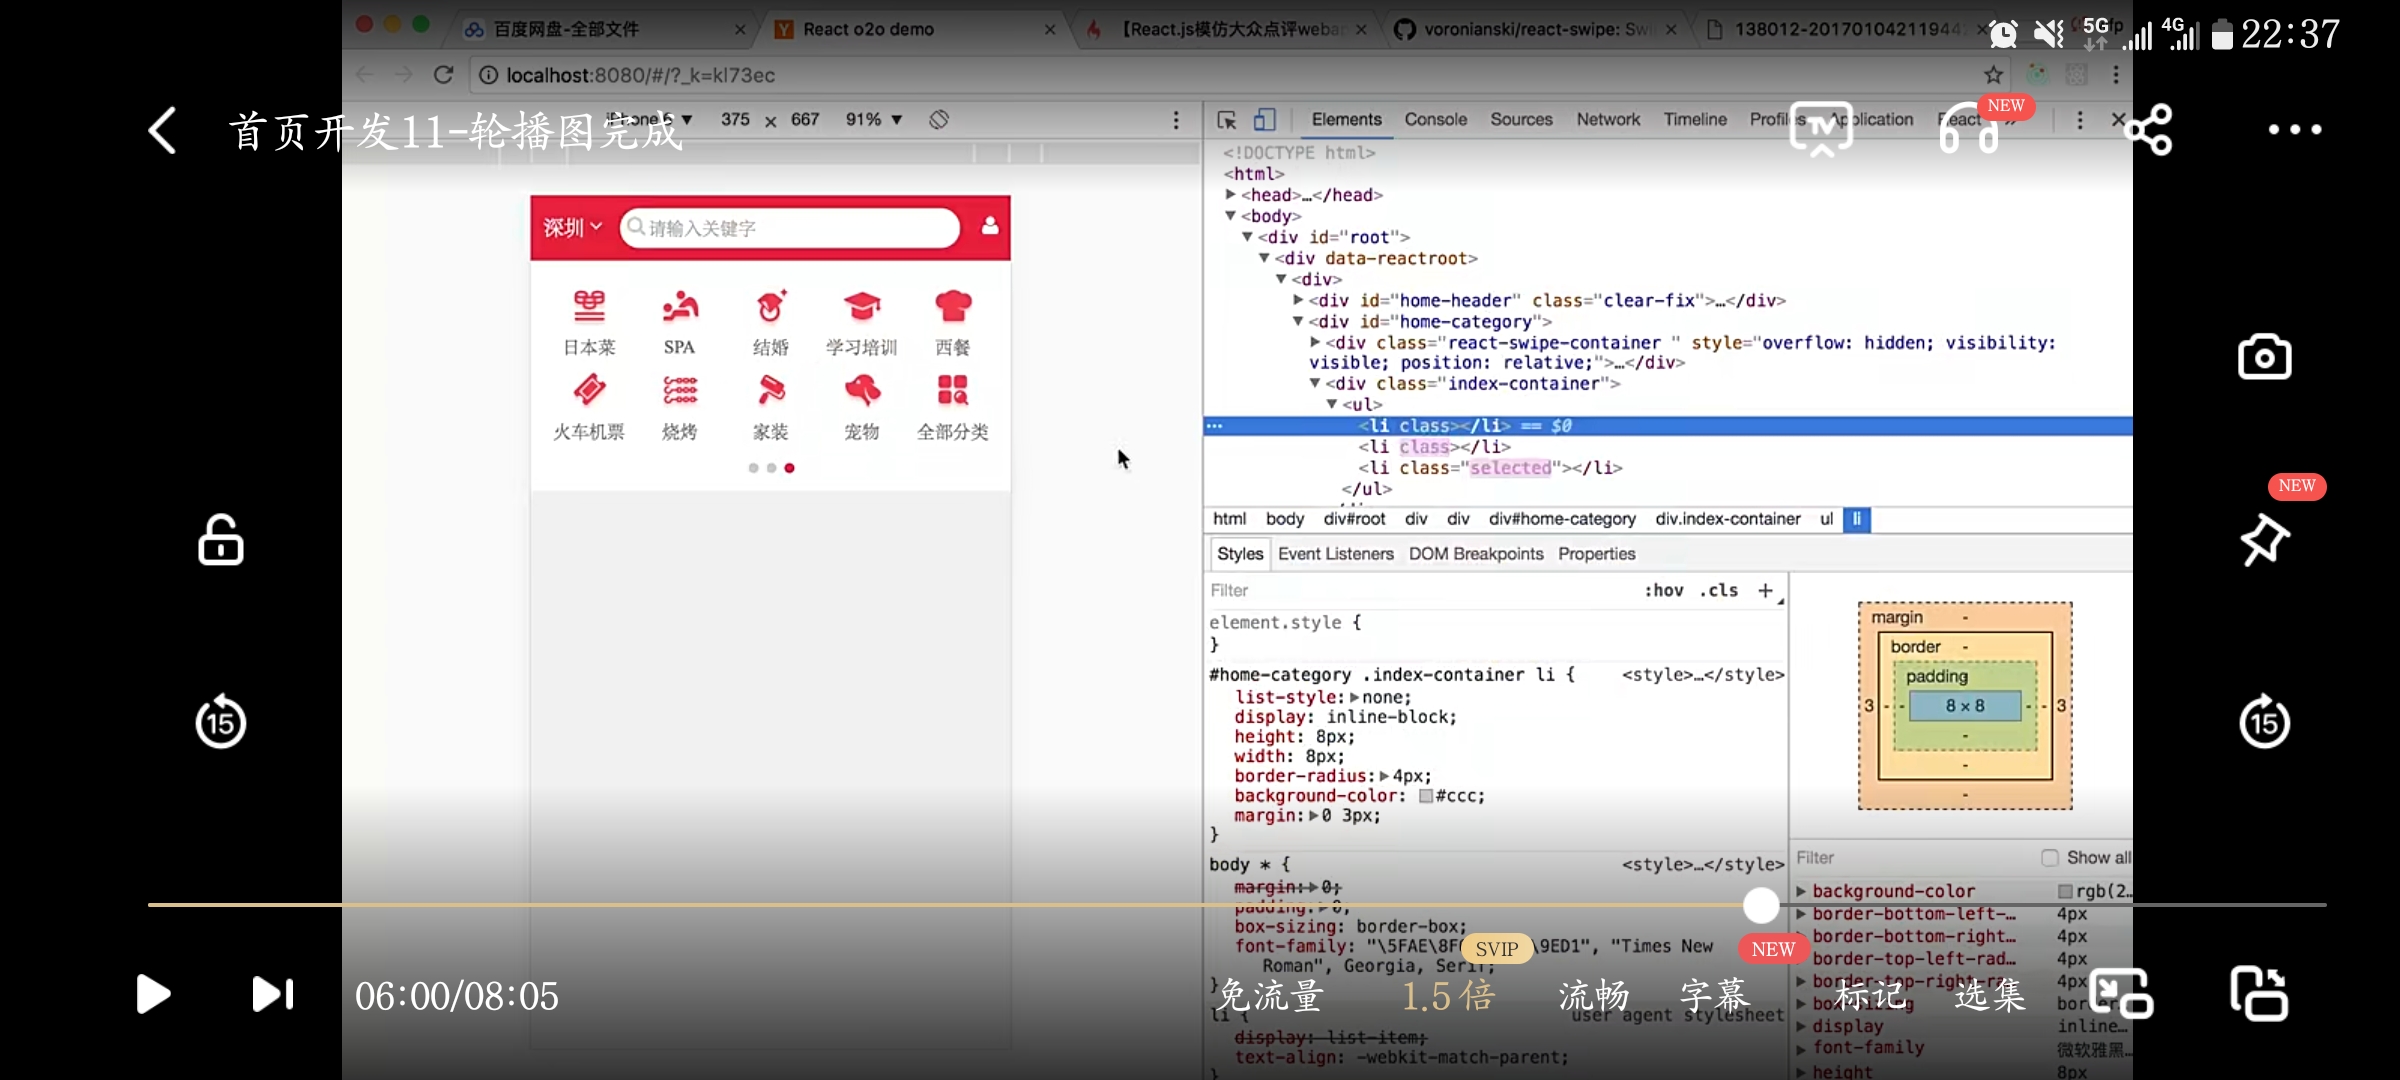 百度网盘-全部文件
React o2o demo
【React.js模仿大众点评weba
voronianski/react-swipe: Sw
138012-2017010421194
5G
4G
22:37
localhost:8080/#/?_k=kl73ec
首页开发11-轮播图完成
375 × 667 91%
Elements Console Sources Network Timeline Profiles Application React
NEW
深圳
请输入关键字
日本菜 SPA 结婚 学习培训 西餐
火车机票 烧烤 家装 宠物 全部分类
<!DOCTYPE html>
<html>
<head>…</head>
<body>
<div id="root">
<div data-reactroot>
<div>
<div id="home-header" class="clear-fix">…</div>
<div id="home-category">
<div class="react-swipe-container " style="overflow: hidden; visibility:
visible; position: relative;">…</div>
<div class="index-container">
<ul>
<li class></li> == $0
<li class></li>
<li class="selected"></li>
</ul>
html body div#root div div div#home-category div.index-container ul li
NEW
Styles Event Listeners DOM Breakpoints Properties
Filter :hov .cls +
element.style {
}
#home-category .index-container li { <style>…</style>
list-style: none;
display: inline-block;
height: 8px;
width: 8px;
border-radius: 4px;
background-color: #ccc;
margin: 0 3px;
}
body * { <style>…</style>
margin: 0;
padding: 0;
box-sizing: border-box;
font-family: "\5FAE\8F \9ED1", "Times New
Roman", Georgia, Serif;
}
li { user agent stylesheet
display: list-item;
text-align: -webkit-match-parent;
}
margin -
border -
padding
3 - - 8 × 8 - - 3
-
-
-
Filter Show all
background-color rgb(2…
border-bottom-left-… 4px
border-bottom-right… 4px
border-top-left-rad… 4px
border-top-right-ra… 4px
box-sizing border…
display inline…
font-family 微软雅黑…
height 8px
15
15
SVIP
NEW
06:00/08:05
免流量 1.5倍 流畅 字幕 标记 选集